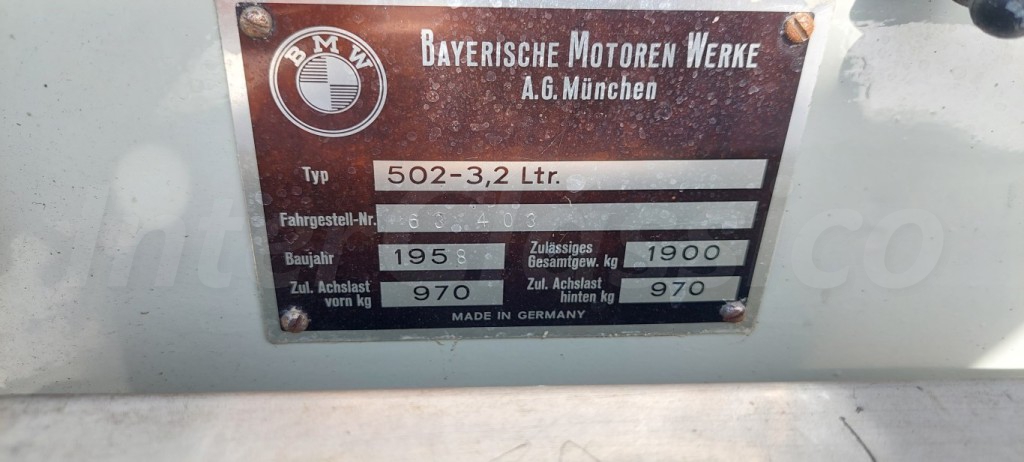 BMW
BAYERISCHE MOTOREN WERKE
A.G. München
Typ 502-3,2 Ltr.
Fahrgestell-Nr. 63 403
Baujahr 1958 Zulässiges Gesamtgew. kg 1900
Zul. Achslast vorn kg 970 Zul. Achslast hinten kg 970
MADE IN GERMANY